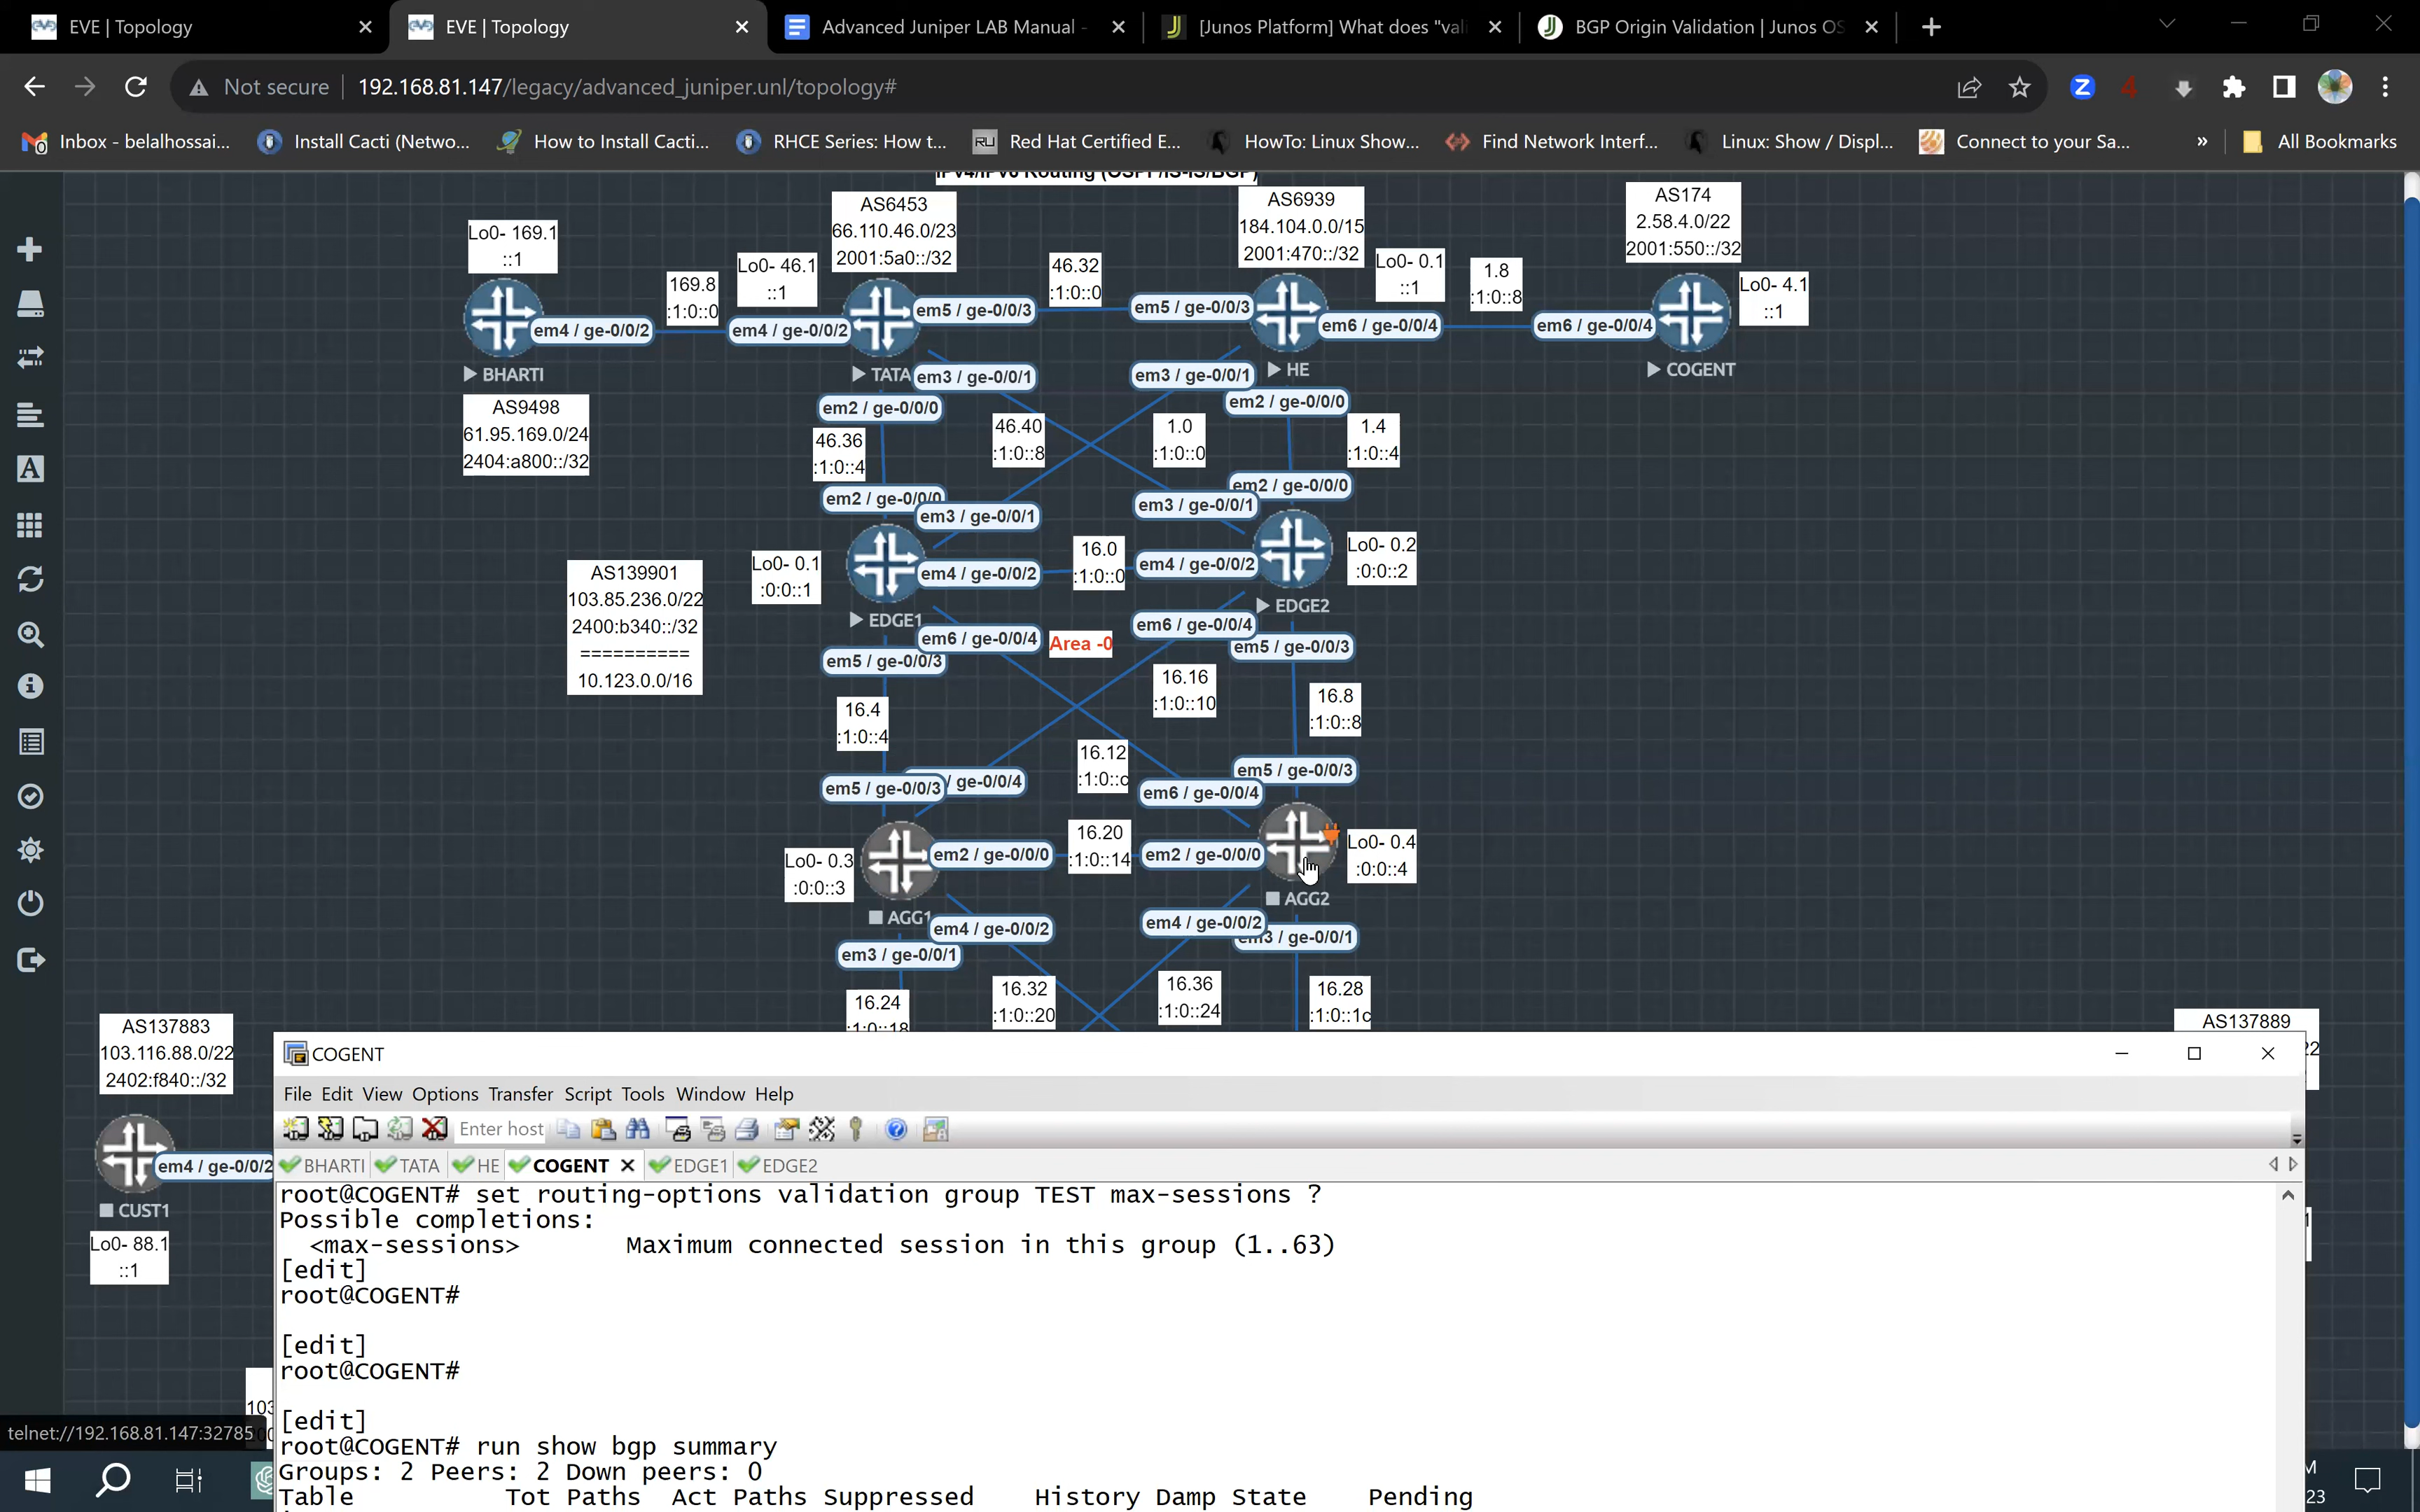 EVE | Topology
EVE | Topology
Advanced Juniper LAB Manual -
[Junos Platform] What does "vali
BGP Origin Validation | Junos OS
Not secure
192.168.81.147/legacy/advanced_juniper.unl/topology#
Inbox - belalhossai...
Install Cacti (Netwo...
How to Install Cacti...
RHCE Series: How t...
Red Hat Certified E...
HowTo: Linux Show...
Find Network Interf...
Linux: Show / Displ...
Connect to your Sa...
»
All Bookmarks
IPv4/IPv6 Routing (OSPF/IS-IS/BGP)
AS6453
66.110.46.0/23
2001:5a0::/32
AS6939
184.104.0.0/15
2001:470::/32
AS174
2.58.4.0/22
2001:550::/32
Lo0- 169.1
::1
169.8
:1:0::0
Lo0- 46.1
::1
46.32
:1:0::0
Lo0- 0.1
::1
1.8
:1:0::8
Lo0- 4.1
::1
em4 / ge-0/0/2
em4 / ge-0/0/2
em5 / ge-0/0/3
em5 / ge-0/0/3
em6 / ge-0/0/4
em6 / ge-0/0/4
BHARTI
TATA
em3 / ge-0/0/1
em3 / ge-0/0/1
HE
COGENT
em2 / ge-0/0/0
em2 / ge-0/0/0
AS9498
61.95.169.0/24
2404:a800::/32
46.36
:1:0::4
46.40
:1:0::8
1.0
:1:0::0
1.4
:1:0::4
em2 / ge-0/0/0
em3 / ge-0/0/1
em2 / ge-0/0/0
em3 / ge-0/0/1
AS139901
103.85.236.0/22
2400:b340::/32
==========
10.123.0.0/16
Lo0- 0.1
:0:0::1
em4 / ge-0/0/2
16.0
:1:0::0
em4 / ge-0/0/2
Lo0- 0.2
:0:0::2
EDGE1
EDGE2
em6 / ge-0/0/4
Area -0
em6 / ge-0/0/4
em5 / ge-0/0/3
em5 / ge-0/0/3
16.4
:1:0::4
16.16
:1:0::10
16.8
:1:0::8
16.12
:1:0::c
em5 / ge-0/0/3
/ ge-0/0/4
em5 / ge-0/0/3
em6 / ge-0/0/4
Lo0- 0.3
:0:0::3
em2 / ge-0/0/0
16.20
:1:0::14
em2 / ge-0/0/0
Lo0- 0.4
:0:0::4
AGG1
AGG2
em4 / ge-0/0/2
em4 / ge-0/0/2
em3 / ge-0/0/1
em3 / ge-0/0/1
16.24
:1:0::18
16.32
:1:0::20
16.36
:1:0::24
16.28
:1:0::1c
AS137883
103.116.88.0/22
2402:f840::/32
AS137889
em4 / ge-0/0/2
CUST1
Lo0- 88.1
::1
telnet://192.168.81.147:32785
COGENT
File Edit View Options Transfer Script Tools Window Help
Enter host
BHARTI TATA HE COGENT EDGE1 EDGE2
root@COGENT# set routing-options validation group TEST max-sessions ?
Possible completions:
<max-sessions> Maximum connected session in this group (1..63)
[edit]
root@COGENT#
[edit]
root@COGENT#
[edit]
root@COGENT# run show bgp summary
Groups: 2 Peers: 2 Down peers: 0
Table Tot Paths Act Paths Suppressed History Damp State Pending